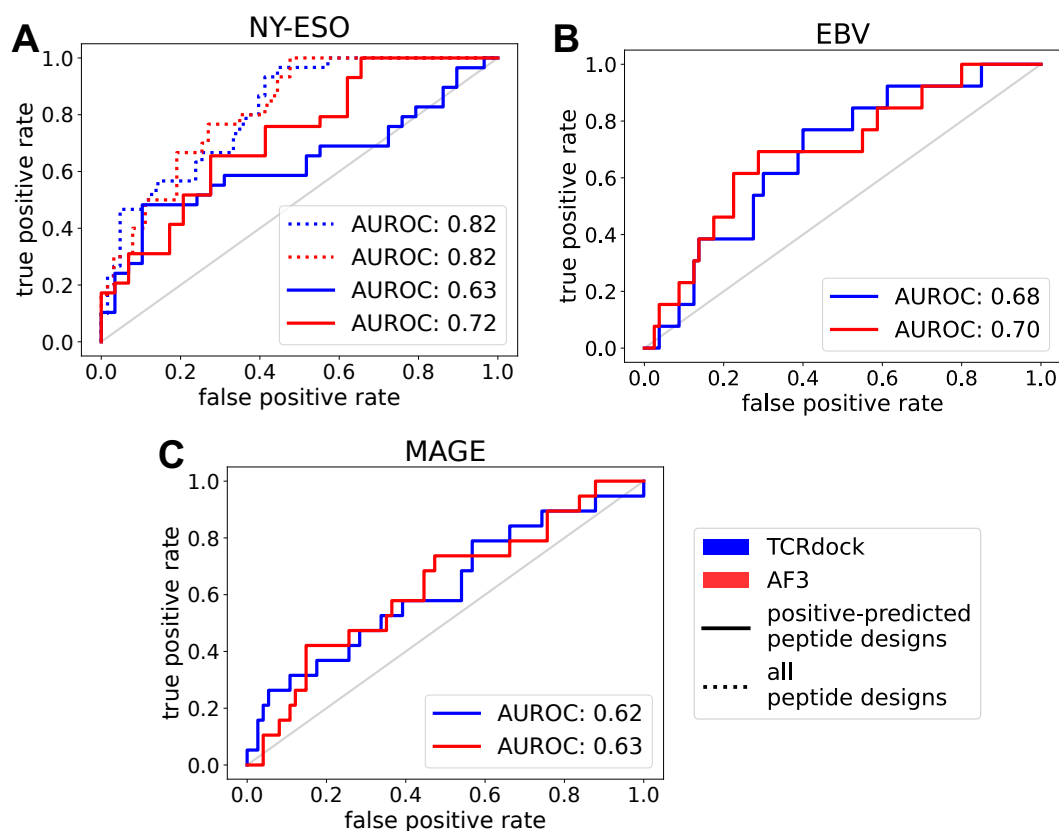 A
NY-ESO
true positive rate
1.0
0.8
0.6
0.4
0.2
0.0
AUROC: 0.82
AUROC: 0.82
AUROC: 0.63
AUROC: 0.72
0.0 0.2 0.4 0.6 0.8 1.0
false positive rate
B
EBV
true positive rate
1.0
0.8
0.6
0.4
0.2
0.0
AUROC: 0.68
AUROC: 0.70
0.0 0.2 0.4 0.6 0.8 1.0
false positive rate
C
MAGE
true positive rate
1.0
0.8
0.6
0.4
0.2
0.0
AUROC: 0.62
AUROC: 0.63
0.0 0.2 0.4 0.6 0.8 1.0
false positive rate
TCRdock
AF3
positive-predicted
peptide designs
all
peptide designs